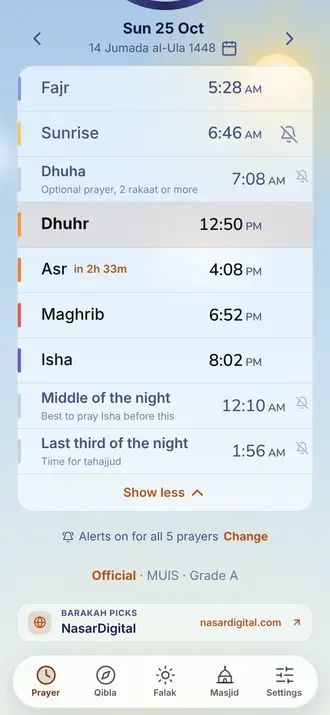 Sun 25 Oct
14 Jumada al-Ula 1448
Fajr 5:28 AM
Sunrise 6:46 AM
Dhuha 7:08 AM
Optional prayer, 2 rakaat or more
Dhuhr 12:50 PM
Asr in 2h 33m 4:08 PM
Maghrib 6:52 PM
Isha 8:02 PM
Middle of the night 12:10 AM
Best to pray Isha before this
Last third of the night 1:56 AM
Time for tahajjud
Show less
Alerts on for all 5 prayers Change
Official · MUIS · Grade A
BARAKAH PICKS
NasarDigital nasardigital.com
Prayer Qibla Falak Masjid Settings